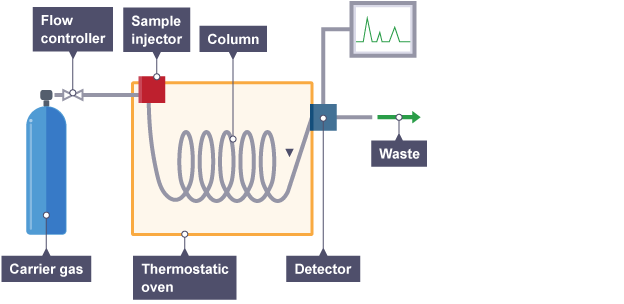 Flow
controller
Sample
injector
Column
Waste
Carrier gas
Thermostatic
oven
Detector